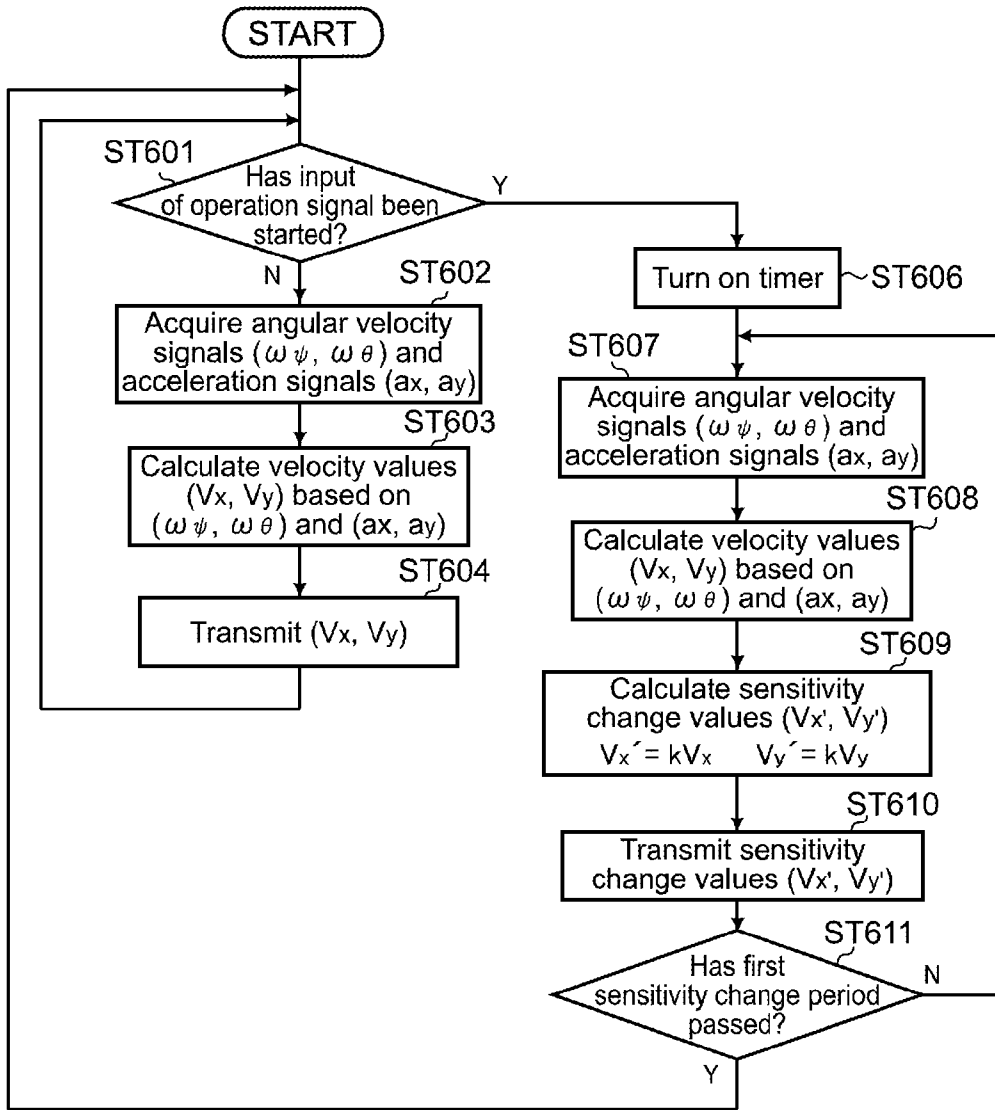 START
ST601
Has input
of operation signal been
started?
Y
N
ST602
Acquire angular velocity
signals (ωψ, ωθ) and
acceleration signals (ax, ay)
ST603
Calculate velocity values
(Vx, Vy) based on
(ωψ, ωθ) and (ax, ay)
ST604
Transmit (Vx, Vy)
Turn on timer
ST606
ST607
Acquire angular velocity
signals (ωψ, ωθ) and
acceleration signals (ax, ay)
ST608
Calculate velocity values
(Vx, Vy) based on
(ωψ, ωθ) and (ax, ay)
ST609
Calculate sensitivity
change values (Vx', Vy')
Vx´= kVx Vy´= kVy
ST610
Transmit sensitivity
change values (Vx', Vy')
ST611
Has first
sensitivity change period
passed?
N
Y